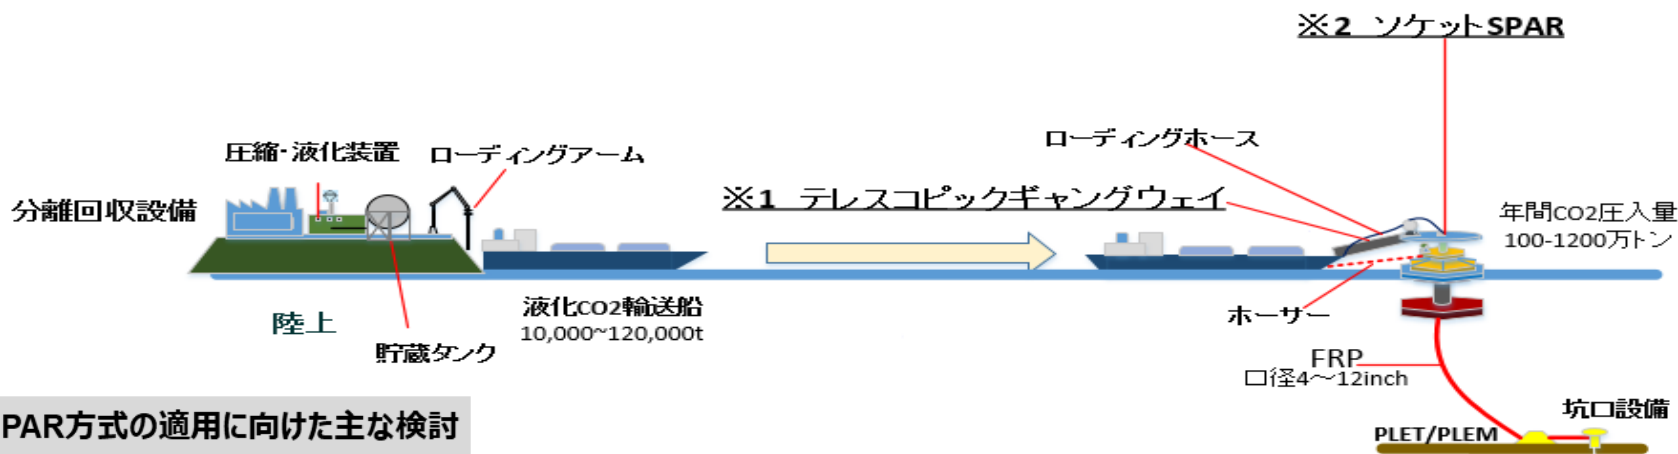 ※2 ソケットSPAR
圧縮・液化装置
ローディングアーム
ローディングホース
分離回収設備
※1 テレスコピックギャングウェイ
年間CO2圧入量
100-1200万トン
液化CO2輸送船
10,000~120,000t
陸上
貯蔵タンク
ホーサー
FRP
口径4～12inch
坑口設備
PLET/PLEM
PAR方式の適用に向けた主な検討